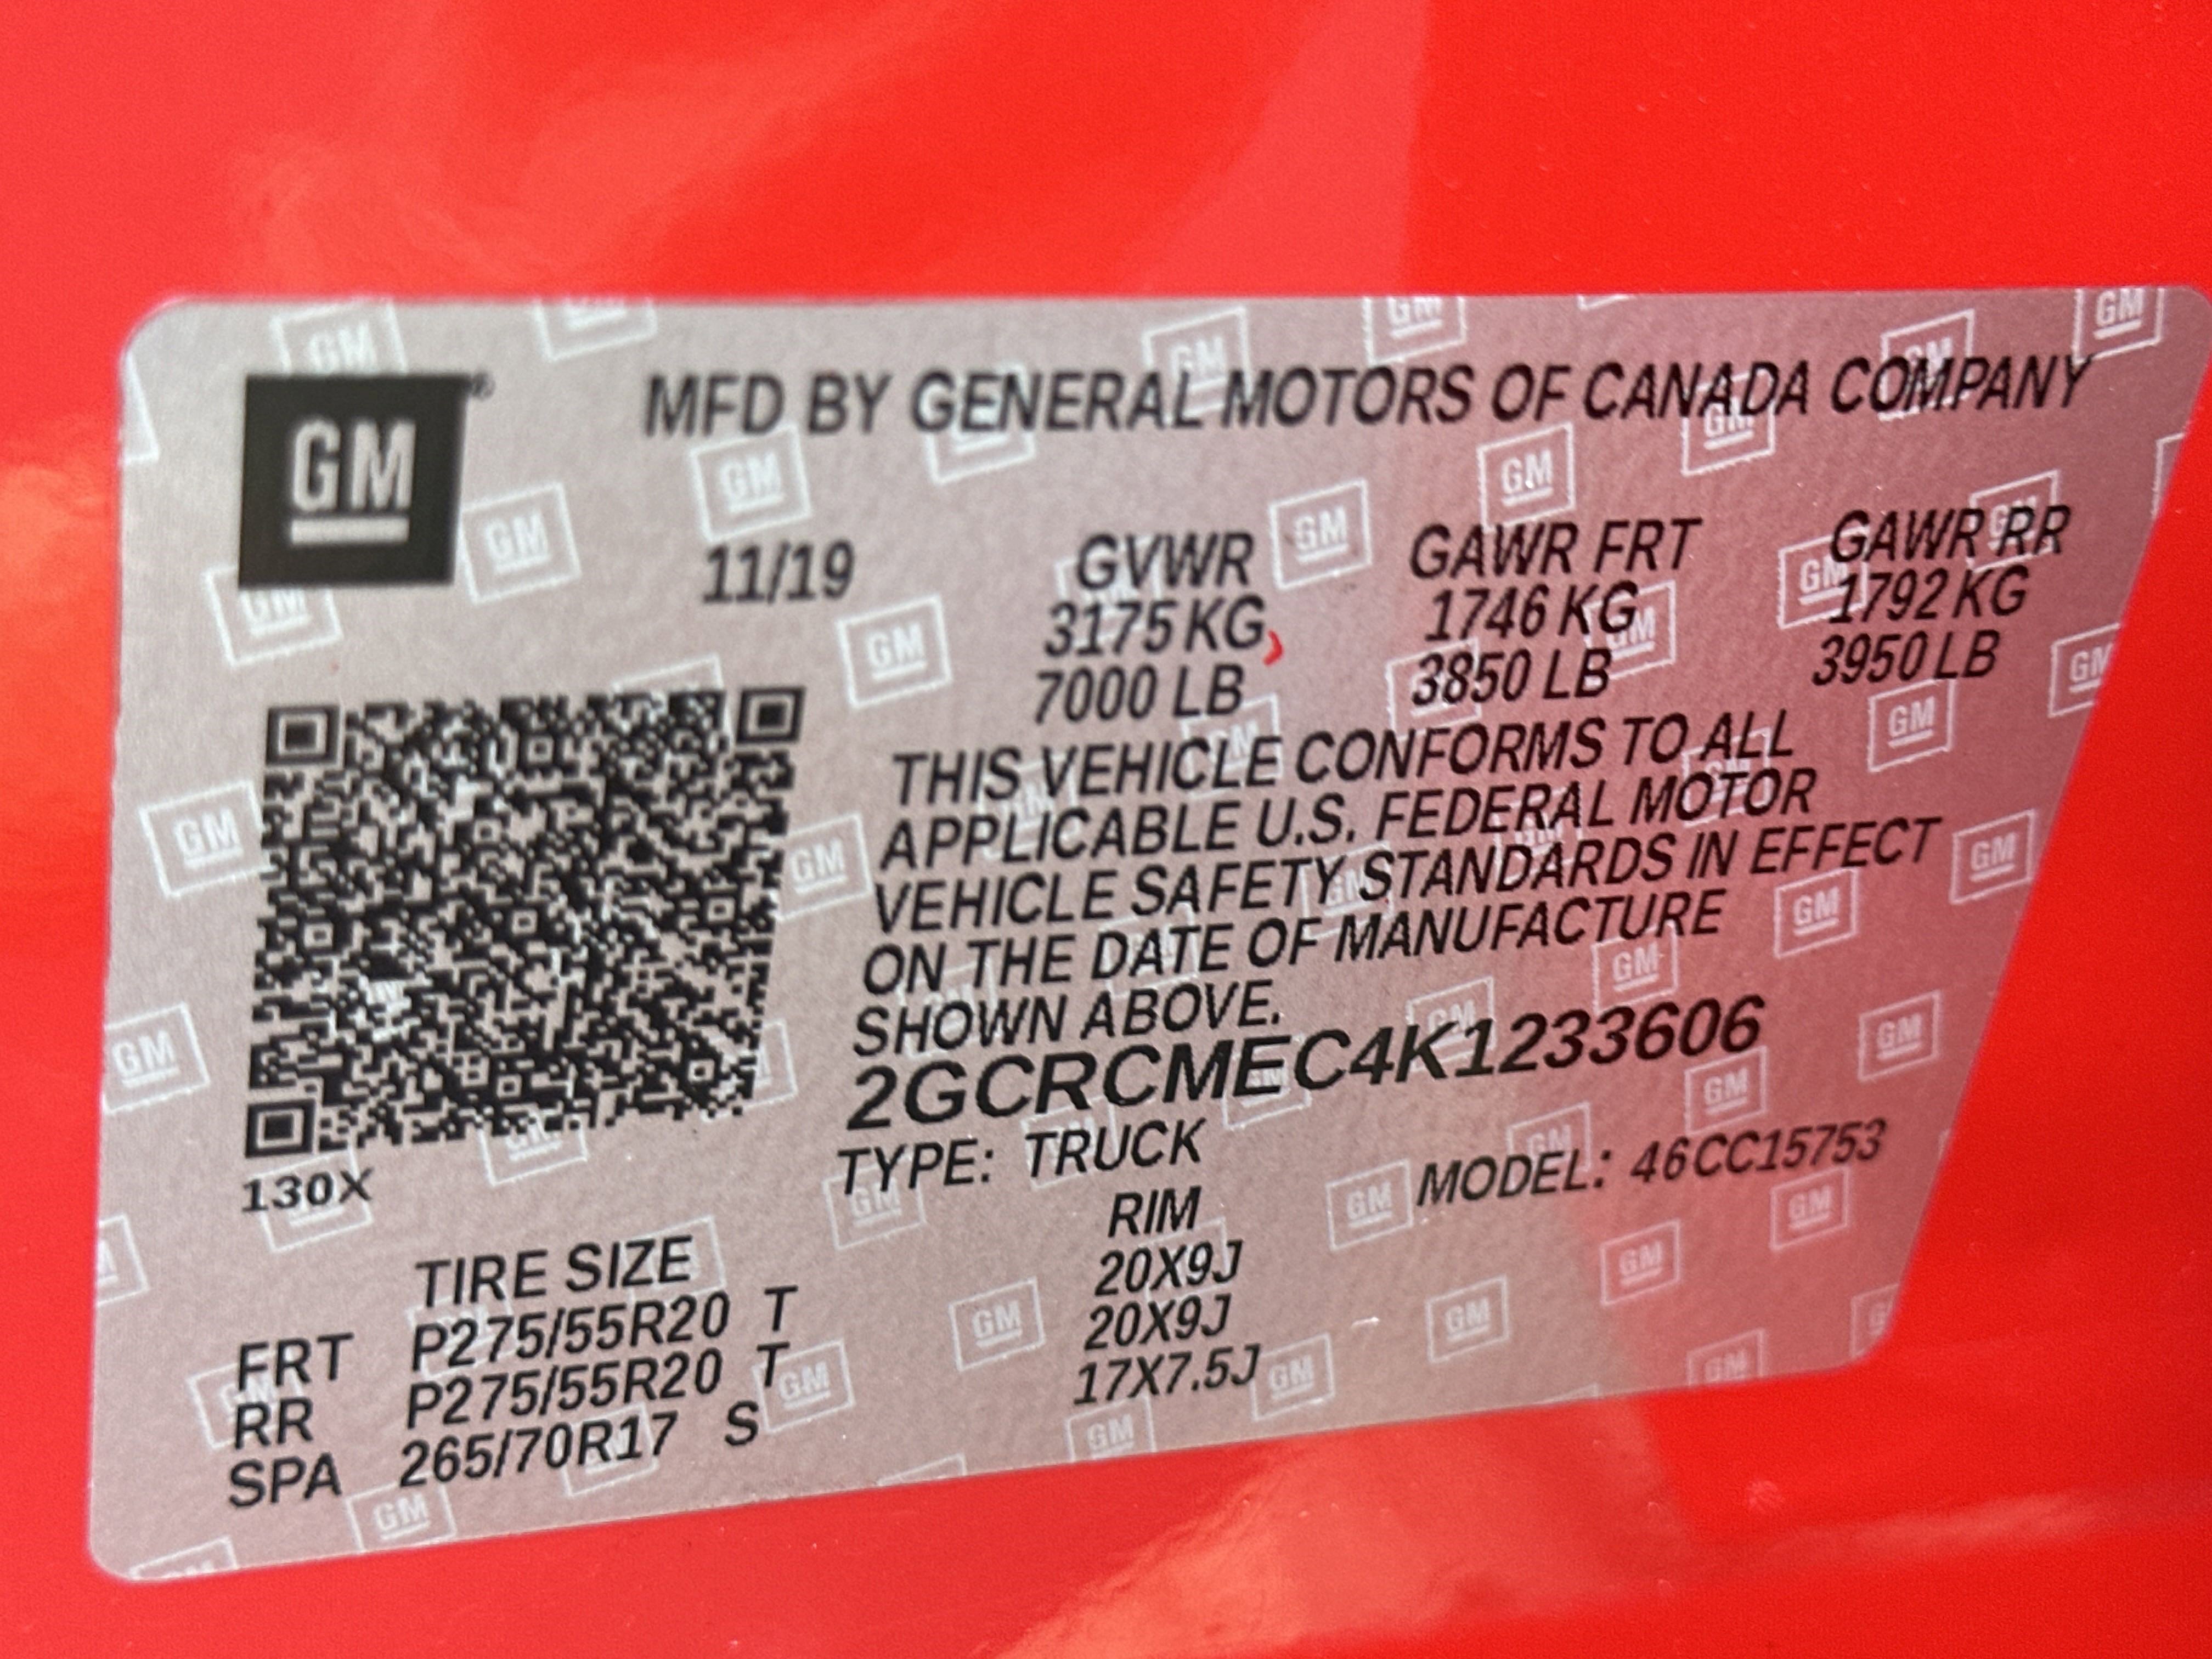 GM
MFD BY GENERAL MOTORS OF CANADA COMPANY
11/19
GVWR GAWR FRT GAWR RR
3175 KG 1746 KG 1792 KG
7000 LB 3850 LB 3950 LB
THIS VEHICLE CONFORMS TO ALL
APPLICABLE U.S. FEDERAL MOTOR
VEHICLE SAFETY STANDARDS IN EFFECT
ON THE DATE OF MANUFACTURE
SHOWN ABOVE.
2GCRCMEC4K1233606
TYPE: TRUCK MODEL: 46CC15753
130X
TIRE SIZE RIM
FRT P275/55R20 T 20X9J
RR P275/55R20 T 20X9J
SPA 265/70R17 S 17X7.5J